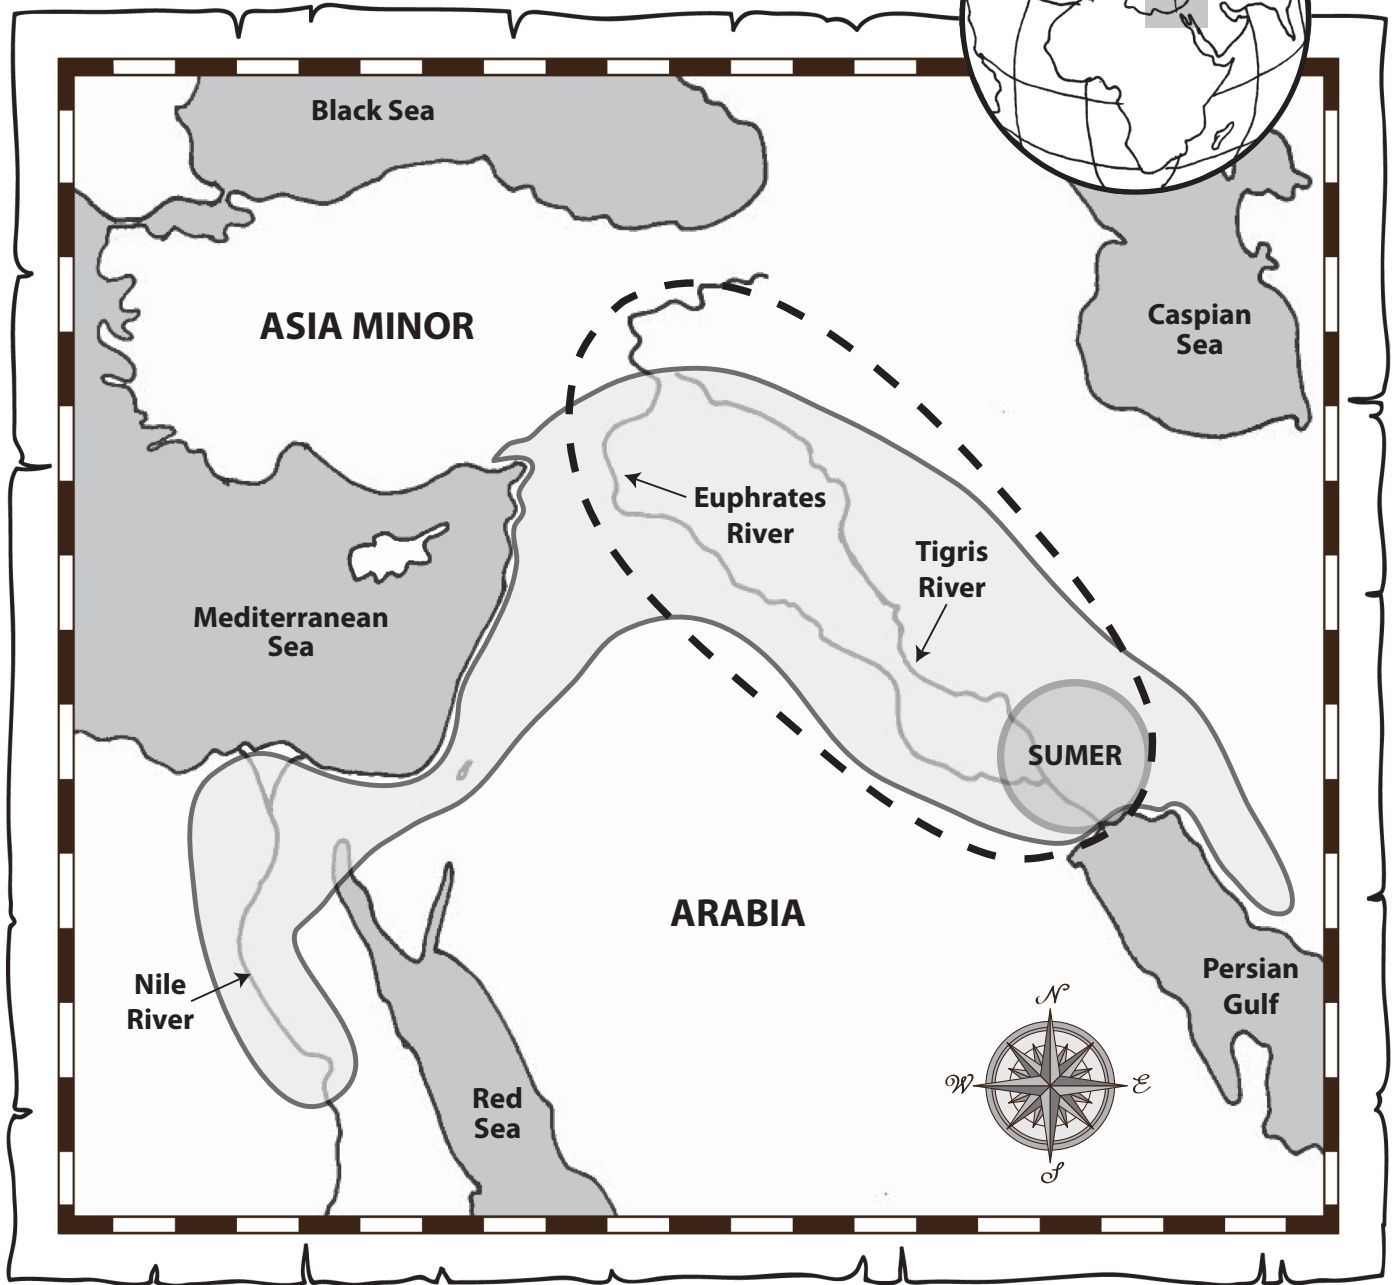 Black Sea
ASIA MINOR
Caspian
Sea
Euphrates
River
Tigris
River
Mediterranean
Sea
SUMER
ARABIA
Nile
River
Persian
Gulf
Red
Sea
N
W
E
S